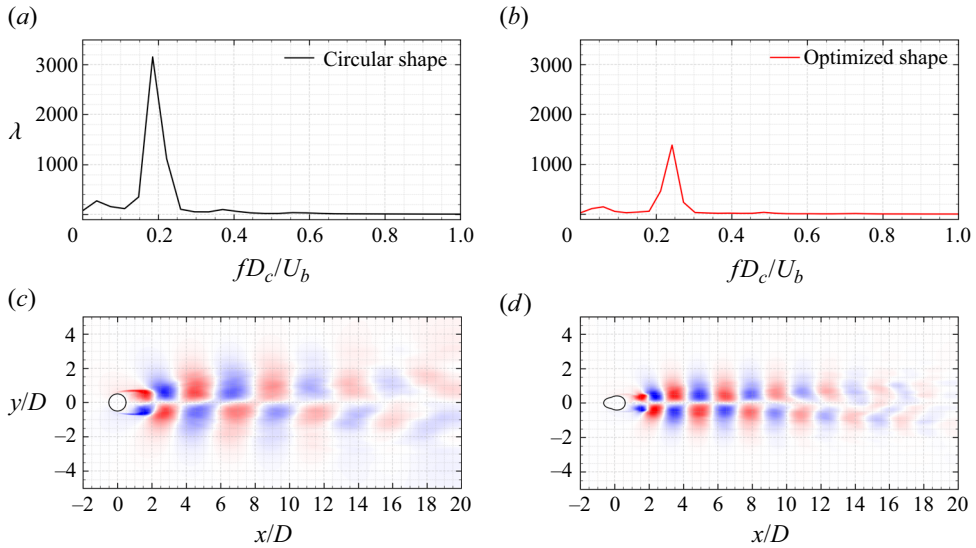 (a)
(b)
3000
2000
1000
λ
Circular shape
0
0.2
0.4
0.6
0.8
1.0
fD_c/U_b
3000
2000
1000
Optimized shape
0
0.2
0.4
0.6
0.8
1.0
fD_c/U_b
(c)
(d)
4
2
0
−2
−4
y/D
−2 0 2 4 6 8 10 12 14 16 18 20
x/D
4
2
0
−2
−4
−2 0 2 4 6 8 10 12 14 16 18 20
x/D